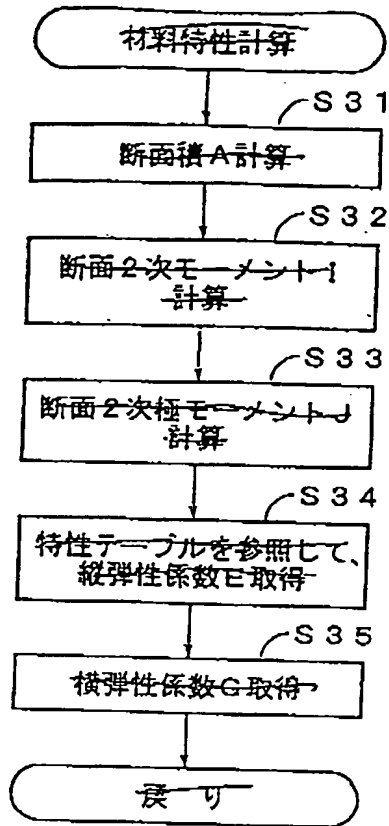 材料特性計算
S31
断面積A計算
S32
断面2次モーメントI
計算
S33
断面2次極モーメントJ
計算
S34
特性テーブルを参照して、
縦弾性係数E取得
S35
横弾性係数G取得
戻り